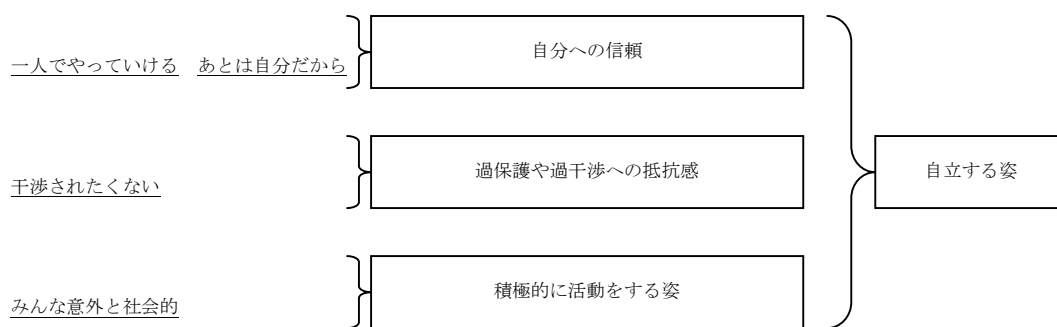 自分への信頼
一人でやっていける　あとは自分だから
過保護や過干渉への抵抗感
自立する姿
干渉されたくない
積極的に活動をする姿
みんな意外と社会的